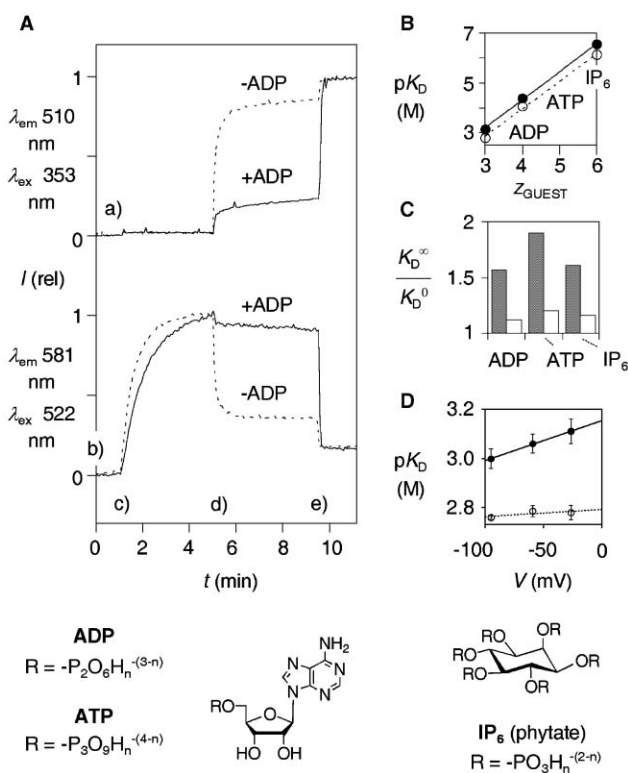 A
1
λem 510
nm
λex 353
nm
a)
-ADP
+ADP
0
I (rel)
1
λem 581
nm
λex 522
nm
b)
+ADP
-ADP
0
c)
d)
e)
0 2 4 6 8 10
t (min)
B
7
pKD
(M)
5
3
IP6
ATP
ADP
3 4 5 6
zGUEST
C
2
KD∞
KD0
1.5
1
ADP
ATP
IP6
D
3.2
pKD
(M)
3.0
2.8
-100 -50 0
V (mV)
ADP
R = -P2O6Hn-(3-n)
ATP
R = -P3O9Hn-(4-n)
NH2
N
N
N
N
RO
O
HO OH
RO
OR
OR
RO
OR
OR
IP6 (phytate)
R = -PO3Hn-(2-n)